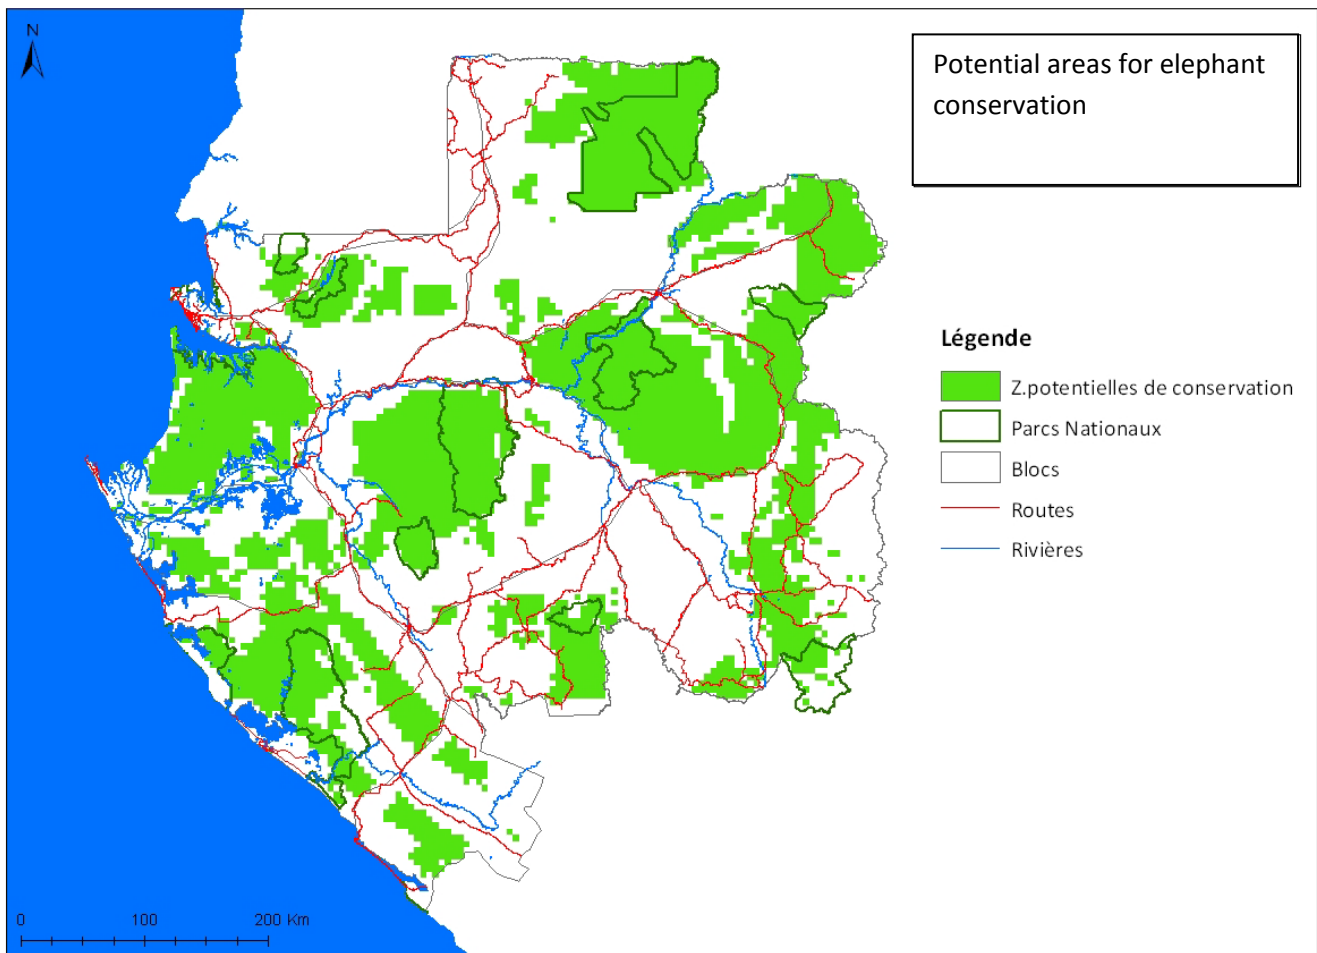 N
Potential areas for elephant
conservation
Légende
Z.potentielles de conservation
Parcs Nationaux
Blocs
Routes
Rivières
0 100 200 Km